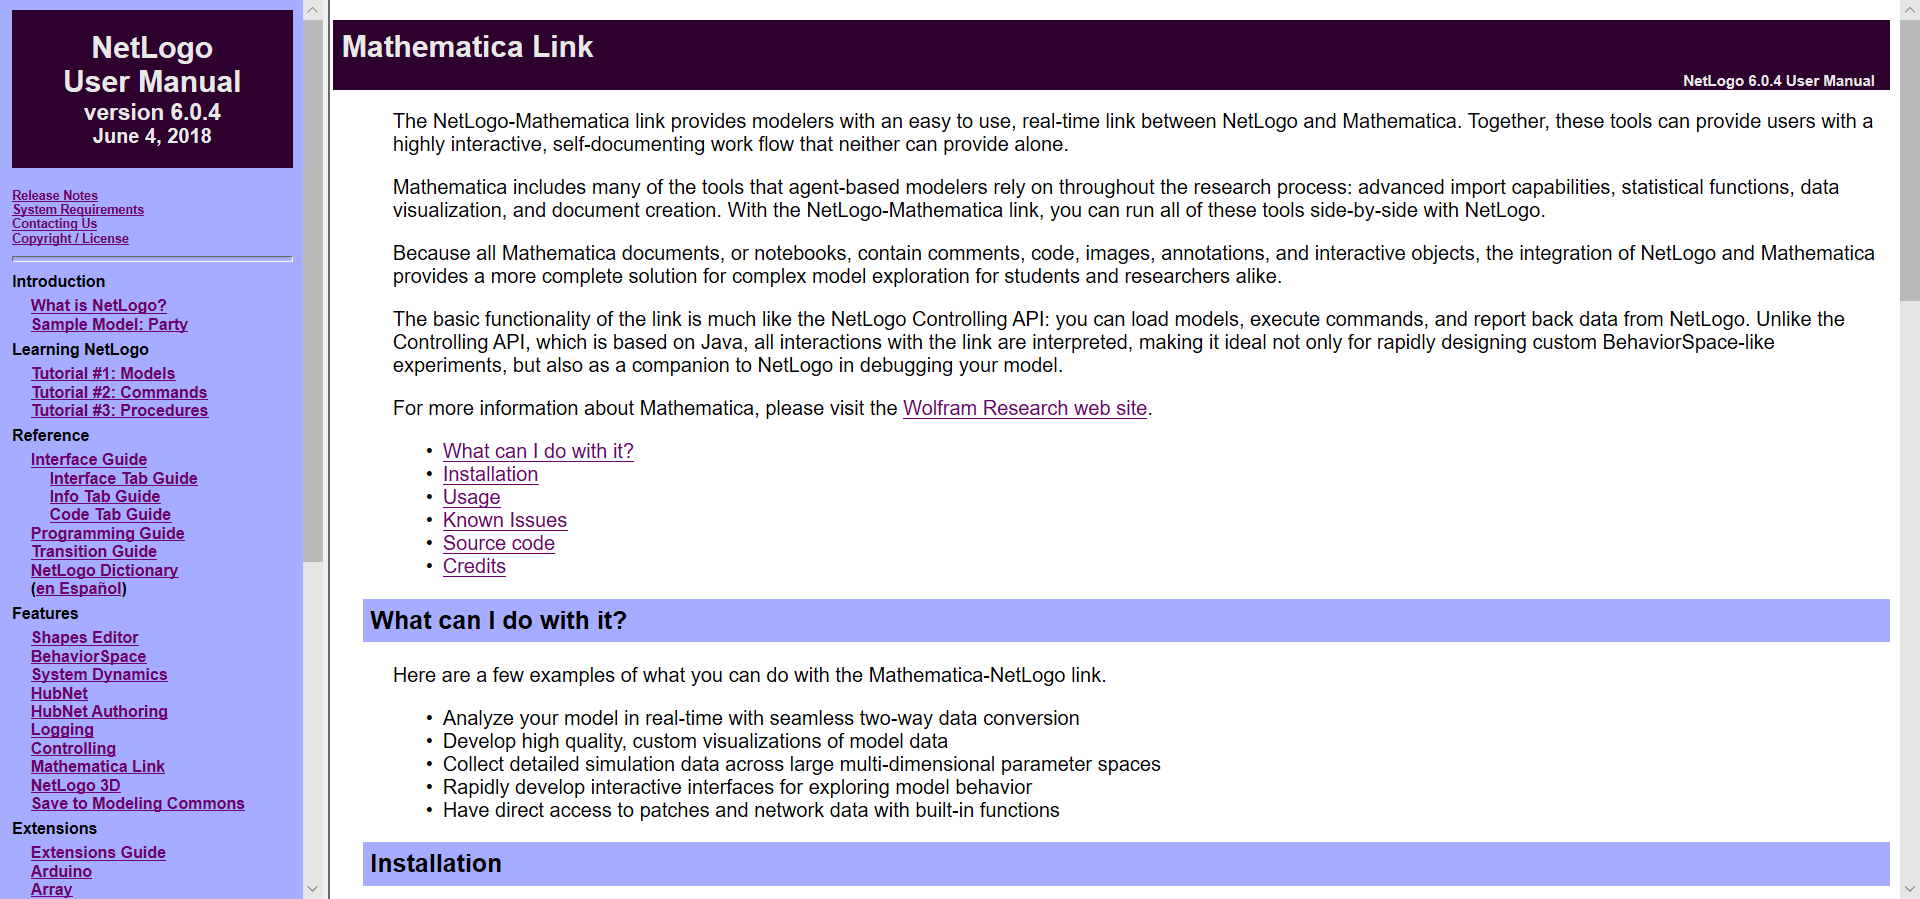 NetLogo
User Manual
version 6.0.4
June 4, 2018
Release Notes
System Requirements
Contacting Us
Copyright / License
Introduction
What is NetLogo?
Sample Model: Party
Learning NetLogo
Tutorial #1: Models
Tutorial #2: Commands
Tutorial #3: Procedures
Reference
Interface Guide
Interface Tab Guide
Info Tab Guide
Code Tab Guide
Programming Guide
Transition Guide
NetLogo Dictionary
(en Español)
Features
Shapes Editor
BehaviorSpace
System Dynamics
HubNet
HubNet Authoring
Logging
Controlling
Mathematica Link
NetLogo 3D
Save to Modeling Commons
Extensions
Extensions Guide
Arduino
Array
Mathematica Link
NetLogo 6.0.4 User Manual
The NetLogo-Mathematica link provides modelers with an easy to use, real-time link between NetLogo and Mathematica. Together, these tools can provide users with a
highly interactive, self-documenting work flow that neither can provide alone.
Mathematica includes many of the tools that agent-based modelers rely on throughout the research process: advanced import capabilities, statistical functions, data
visualization, and document creation. With the NetLogo-Mathematica link, you can run all of these tools side-by-side with NetLogo.
Because all Mathematica documents, or notebooks, contain comments, code, images, annotations, and interactive objects, the integration of NetLogo and Mathematica
provides a more complete solution for complex model exploration for students and researchers alike.
The basic functionality of the link is much like the NetLogo Controlling API: you can load models, execute commands, and report back data from NetLogo. Unlike the
Controlling API, which is based on Java, all interactions with the link are interpreted, making it ideal not only for rapidly designing custom BehaviorSpace-like
experiments, but also as a companion to NetLogo in debugging your model.
For more information about Mathematica, please visit the Wolfram Research web site.
• What can I do with it?
• Installation
• Usage
• Known Issues
• Source code
• Credits
What can I do with it?
Here are a few examples of what you can do with the Mathematica-NetLogo link.
• Analyze your model in real-time with seamless two-way data conversion
• Develop high quality, custom visualizations of model data
• Collect detailed simulation data across large multi-dimensional parameter spaces
• Rapidly develop interactive interfaces for exploring model behavior
• Have direct access to patches and network data with built-in functions
Installation